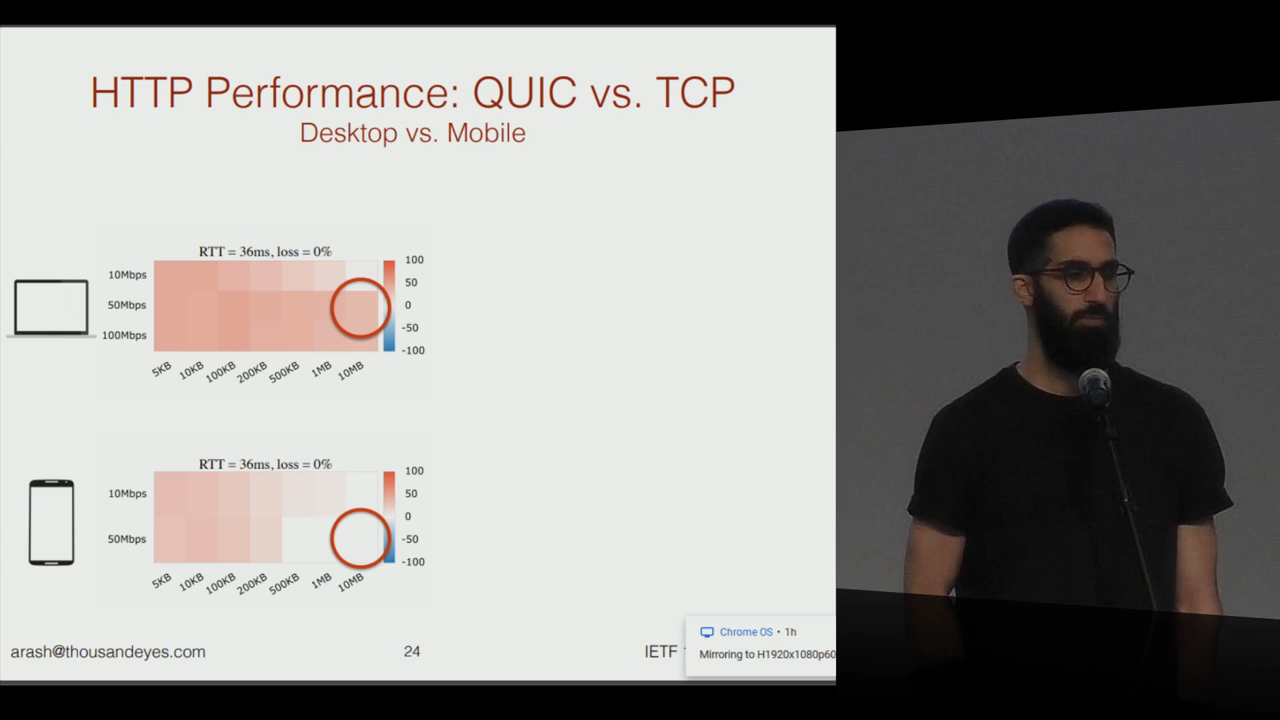 HTTP Performance: QUIC vs. TCP
Desktop vs. Mobile
RTT = 36ms, loss = 0%
10Mbps
50Mbps
100Mbps
100
50
0
-50
-100
5KB 10KB 100KB 200KB 500KB 1MB 10MB
RTT = 36ms, loss = 0%
10Mbps
50Mbps
100
50
0
-50
-100
5KB 10KB 100KB 200KB 500KB 1MB 10MB
arash@thousandeyes.com
24
IETF
Chrome OS • 1h
Mirroring to H1920x1080p60